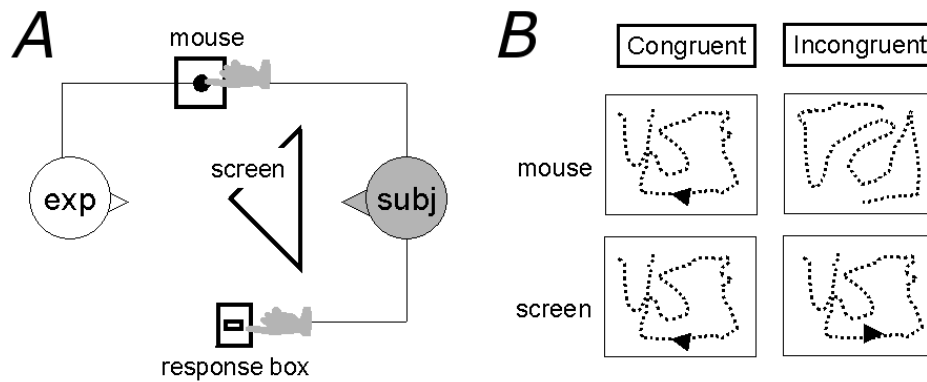 A
mouse
screen
exp
subj
response box
B
Congruent
Incongruent
mouse
screen